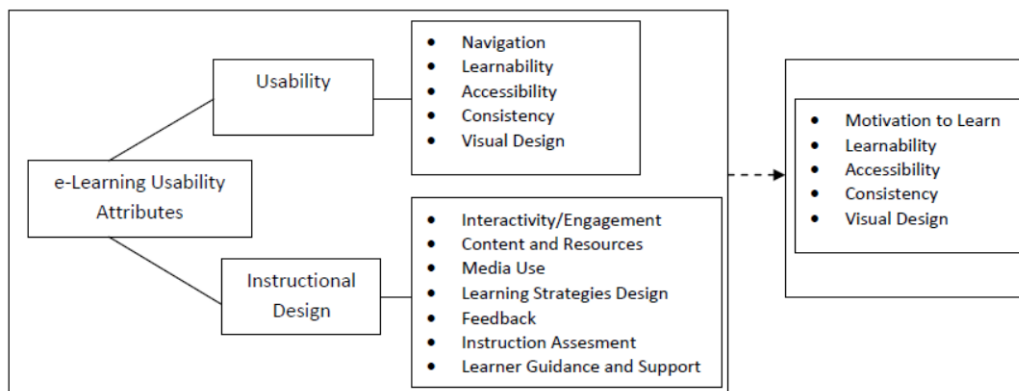 e-Learning Usability
Attributes
Usability
• Navigation
• Learnability
• Accessibility
• Consistency
• Visual Design
Instructional
Design
• Interactivity/Engagement
• Content and Resources
• Media Use
• Learning Strategies Design
• Feedback
• Instruction Assesment
• Learner Guidance and Support
• Motivation to Learn
• Learnability
• Accessibility
• Consistency
• Visual Design